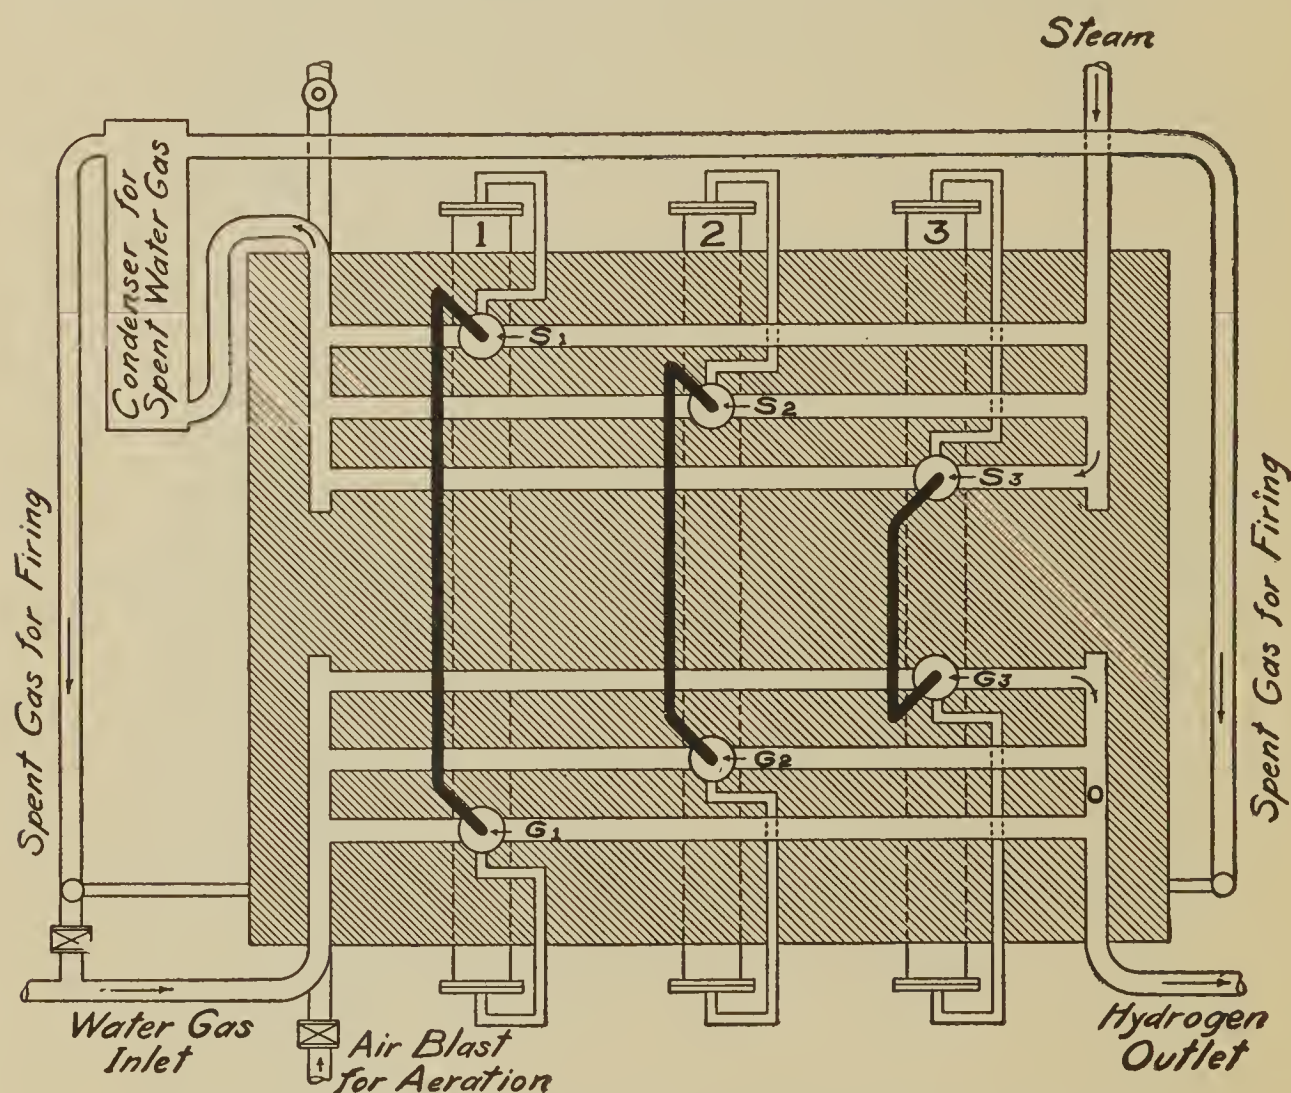 Steam
Condenser for
Spent Water Gas
1
2
3
S1
S2
S3
Spent Gas for Firing
Spent Gas for Firing
G3
G2
O
G1
Water Gas
Inlet
Air Blast
for Aeration
Hydrogen
Outlet